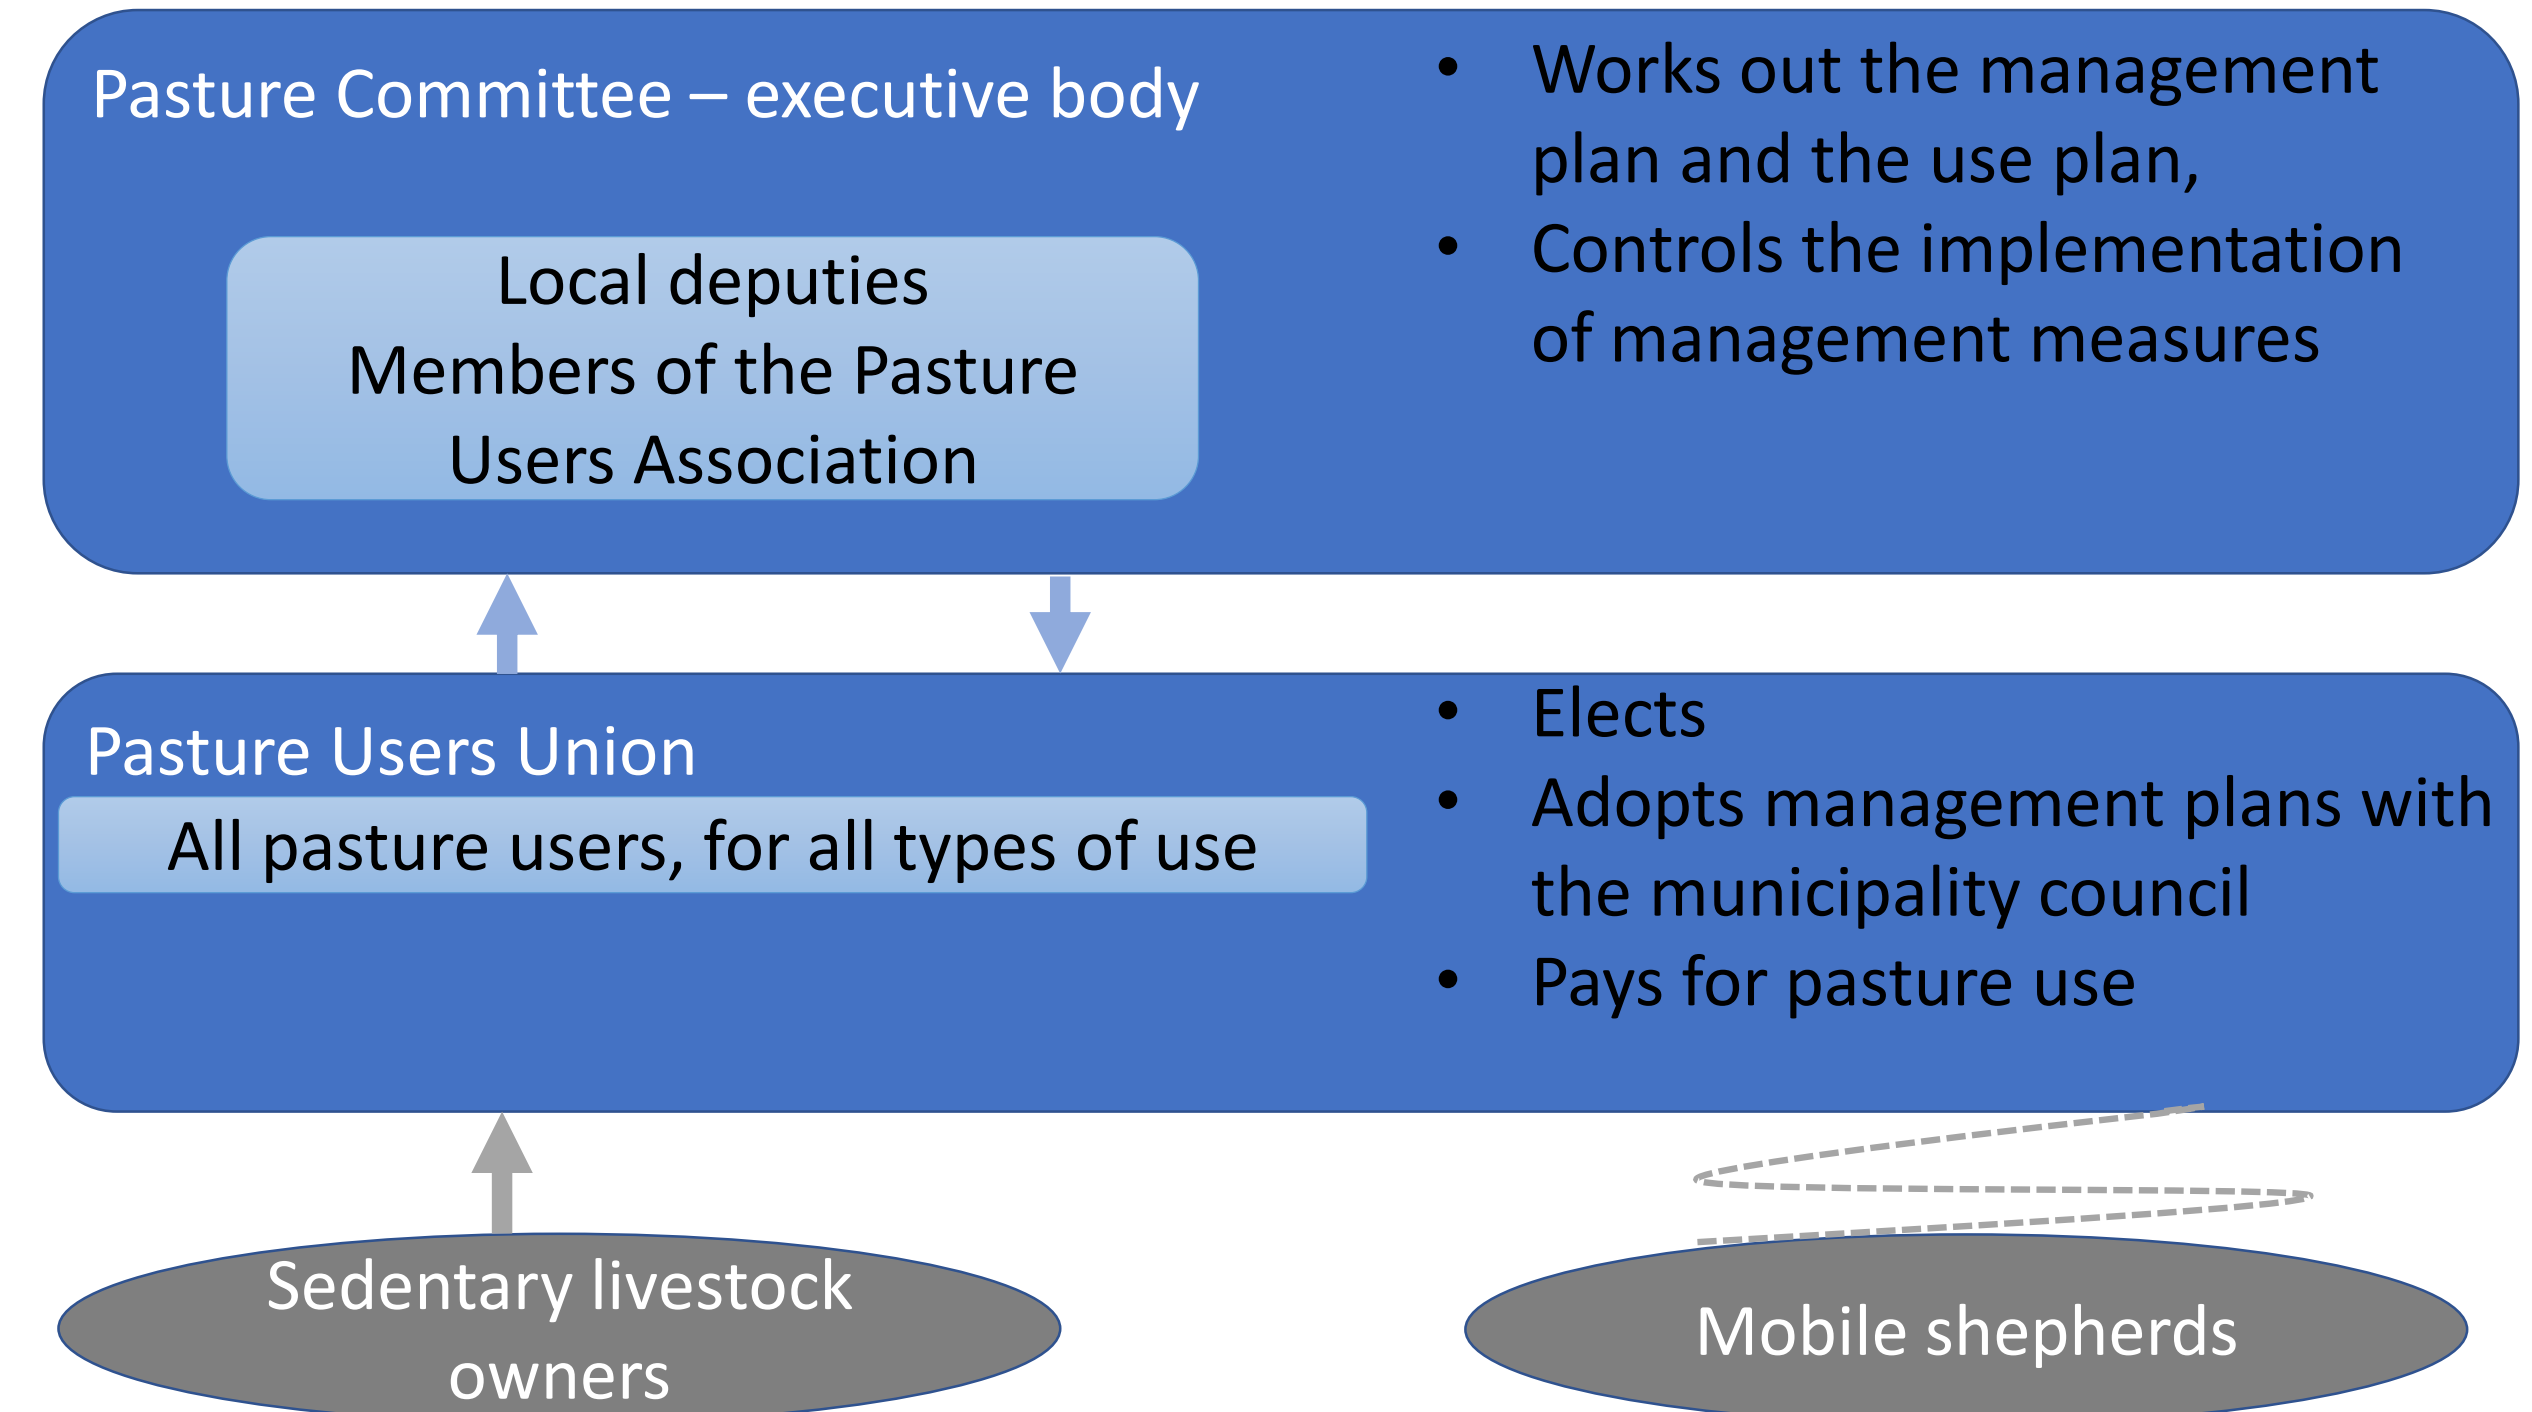 Pasture Committee – executive body
Local deputies
Members of the Pasture
Users Association
• Works out the management
plan and the use plan,
• Controls the implementation
of management measures
Pasture Users Union
All pasture users, for all types of use
• Elects
• Adopts management plans with
the municipality council
• Pays for pasture use
Sedentary livestock
owners
Mobile shepherds